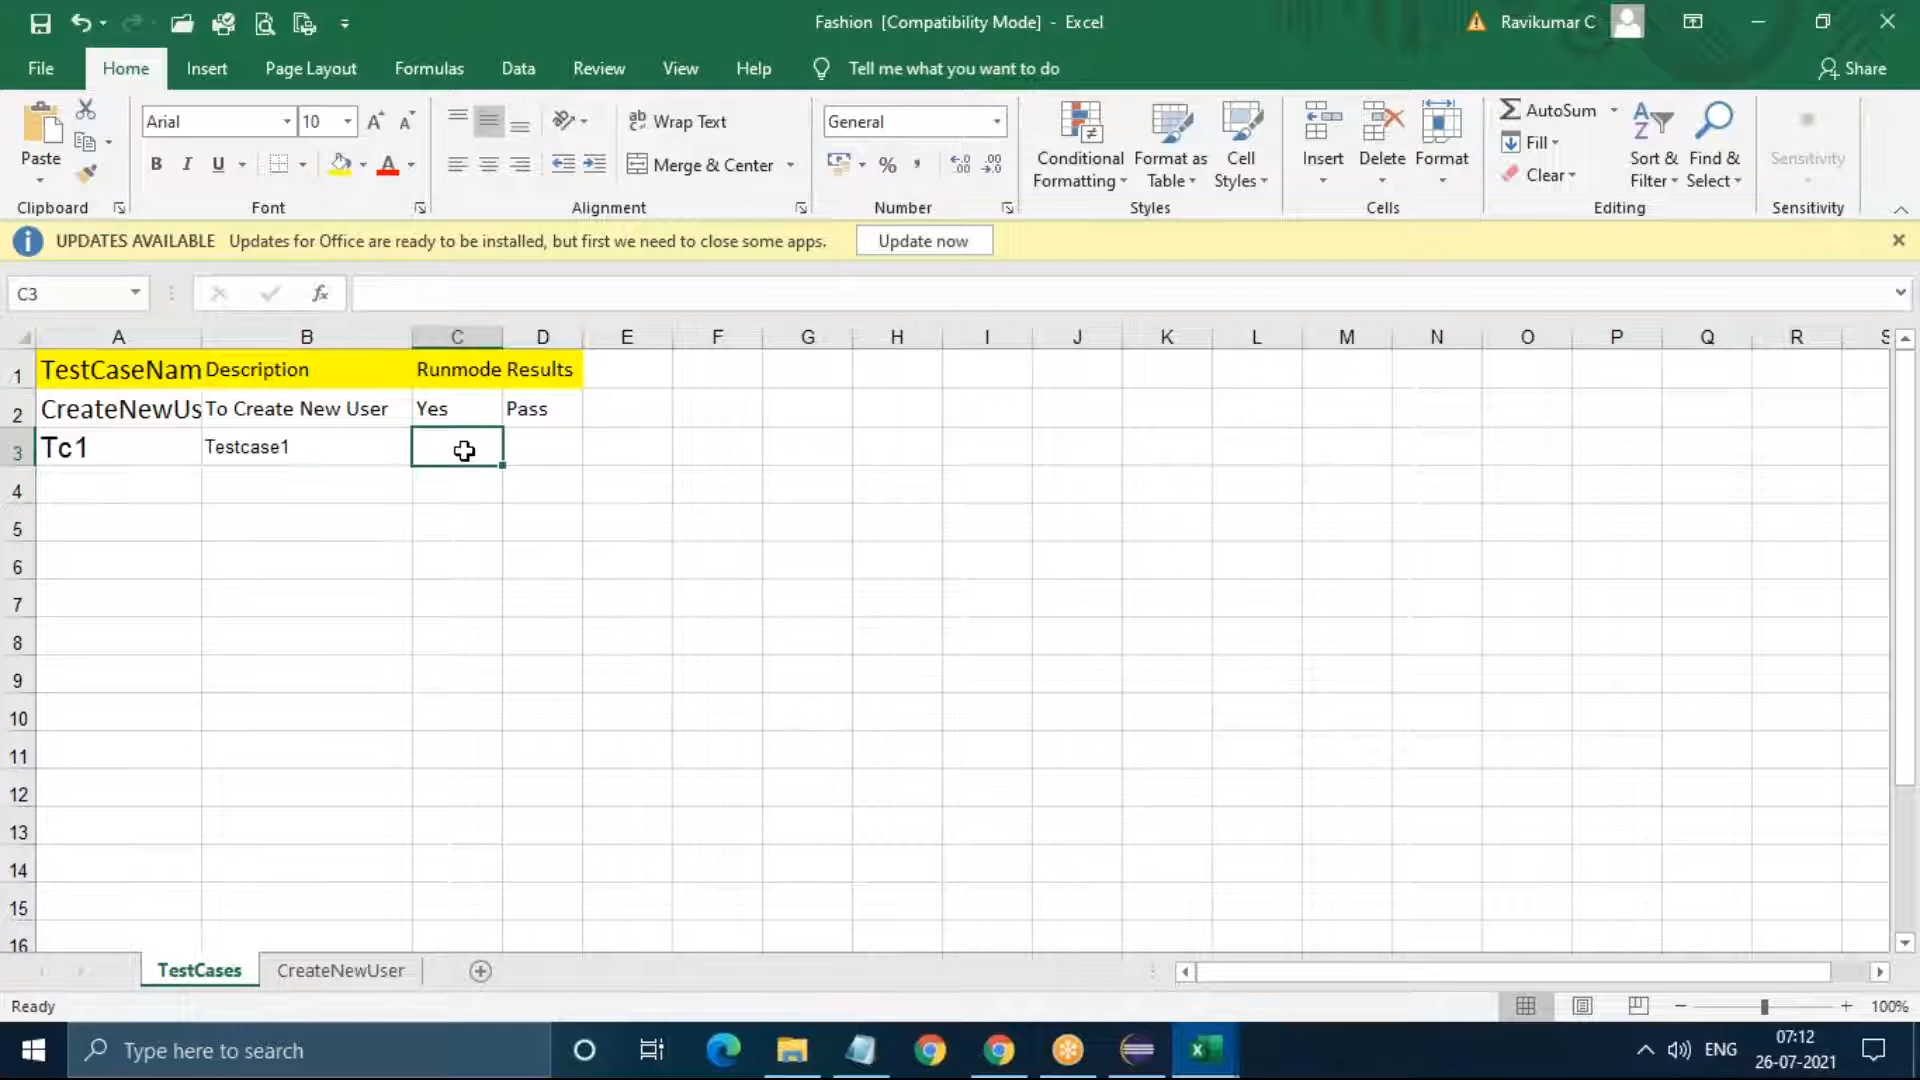 Fashion [Compatibility Mode] - Excel
Ravikumar C
File Home Insert Page Layout Formulas Data Review View Help Tell me what you want to do Share
Paste
Clipboard
Arial 10
B I U
Font
Wrap Text
Merge & Center
Alignment
General
Number
Conditional Formatting
Format as Table
Cell Styles
Styles
Insert Delete Format
Cells
AutoSum
Fill
Clear
Sort & Filter
Find & Select
Editing
Sensitivity
Sensitivity
UPDATES AVAILABLE Updates for Office are ready to be installed, but first we need to close some apps. Update now
C3 fx
A B C D E F G H I J K L M N O P Q R S
1 TestCaseNam Description Runmode Results
2 CreateNewUs To Create New User Yes Pass
3 Tc1 Testcase1
4
5
6
7
8
9
10
11
12
13
14
15
16
TestCases CreateNewUser
Ready 100%
Type here to search ENG 07:12
26-07-2021